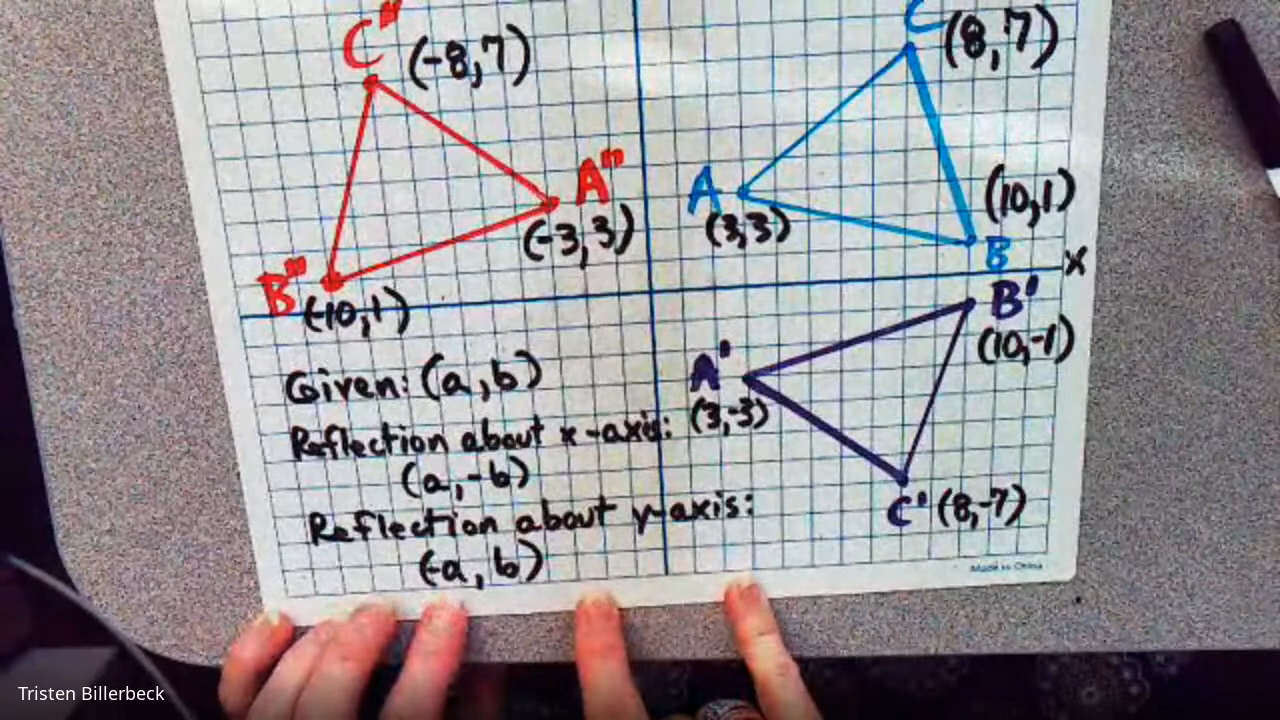 C'''
(-8,7)
C
(8,7)
A'''
(-3,3)
A
(3,3)
(10,1)
B
x
B'''
(-10,1)
B'
(10,-1)
A'
(3,-3)
C' (8,-7)
Given: (a,b)
Reflection about x-axis:
(a,-b)
Reflection about y-axis:
(-a, b)
Made in China
Tristen Billerbeck